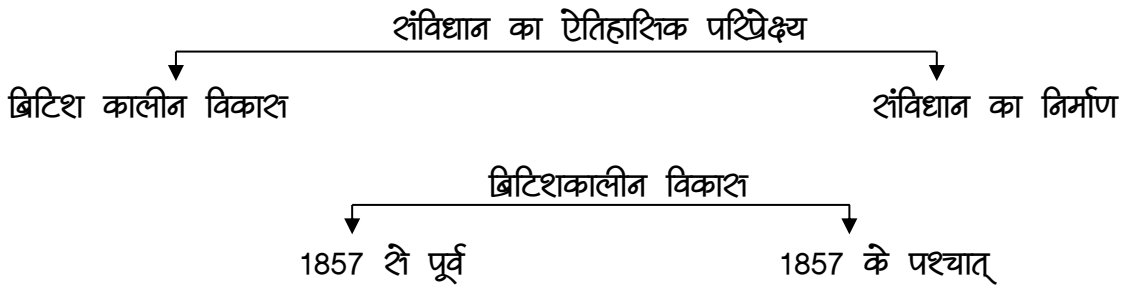 संविधान का ऐतिहासिक परिप्रेक्ष्य
ब्रिटिश कालीन विकास संविधान का निर्माण
ब्रिटिशकालीन विकास
1857 से पूर्व 1857 के पश्चात्